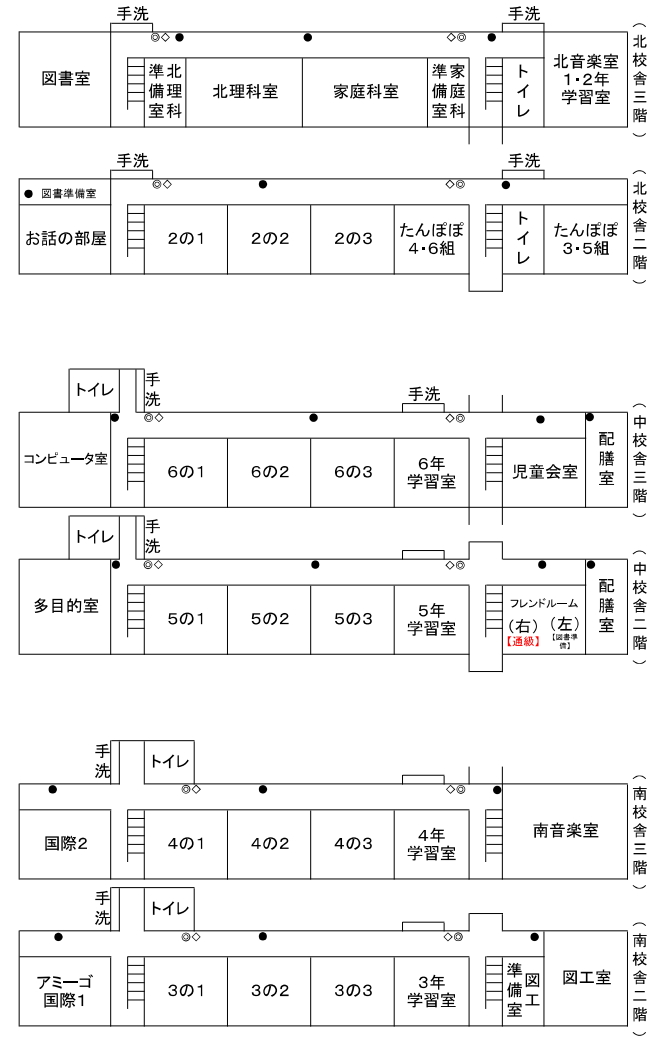 手洗
手洗
図書室
北理科
準備室
北理科室
家庭科室
家庭科
準備室
トイレ
北音楽室
1・2年
学習室
（北校舎三階）
手洗
手洗
図書準備室
お話の部屋
2の1
2の2
2の3
たんぽぽ
4・6組
トイレ
たんぽぽ
3・5組
（北校舎二階）
トイレ
手洗
手洗
コンピュータ室
6の1
6の2
6の3
6年
学習室
児童会室
配膳室
（中校舎三階）
トイレ
手洗
多目的室
5の1
5の2
5の3
5年
学習室
フレンドルーム
（右）
【通級】
（左）
【図書準
備】
配膳室
（中校舎二階）
手洗
トイレ
国際2
4の1
4の2
4の3
4年
学習室
南音楽室
（南校舎三階）
手洗
トイレ
アミーゴ
国際1
3の1
3の2
3の3
3年
学習室
図工
準備室
図工室
（南校舎二階）